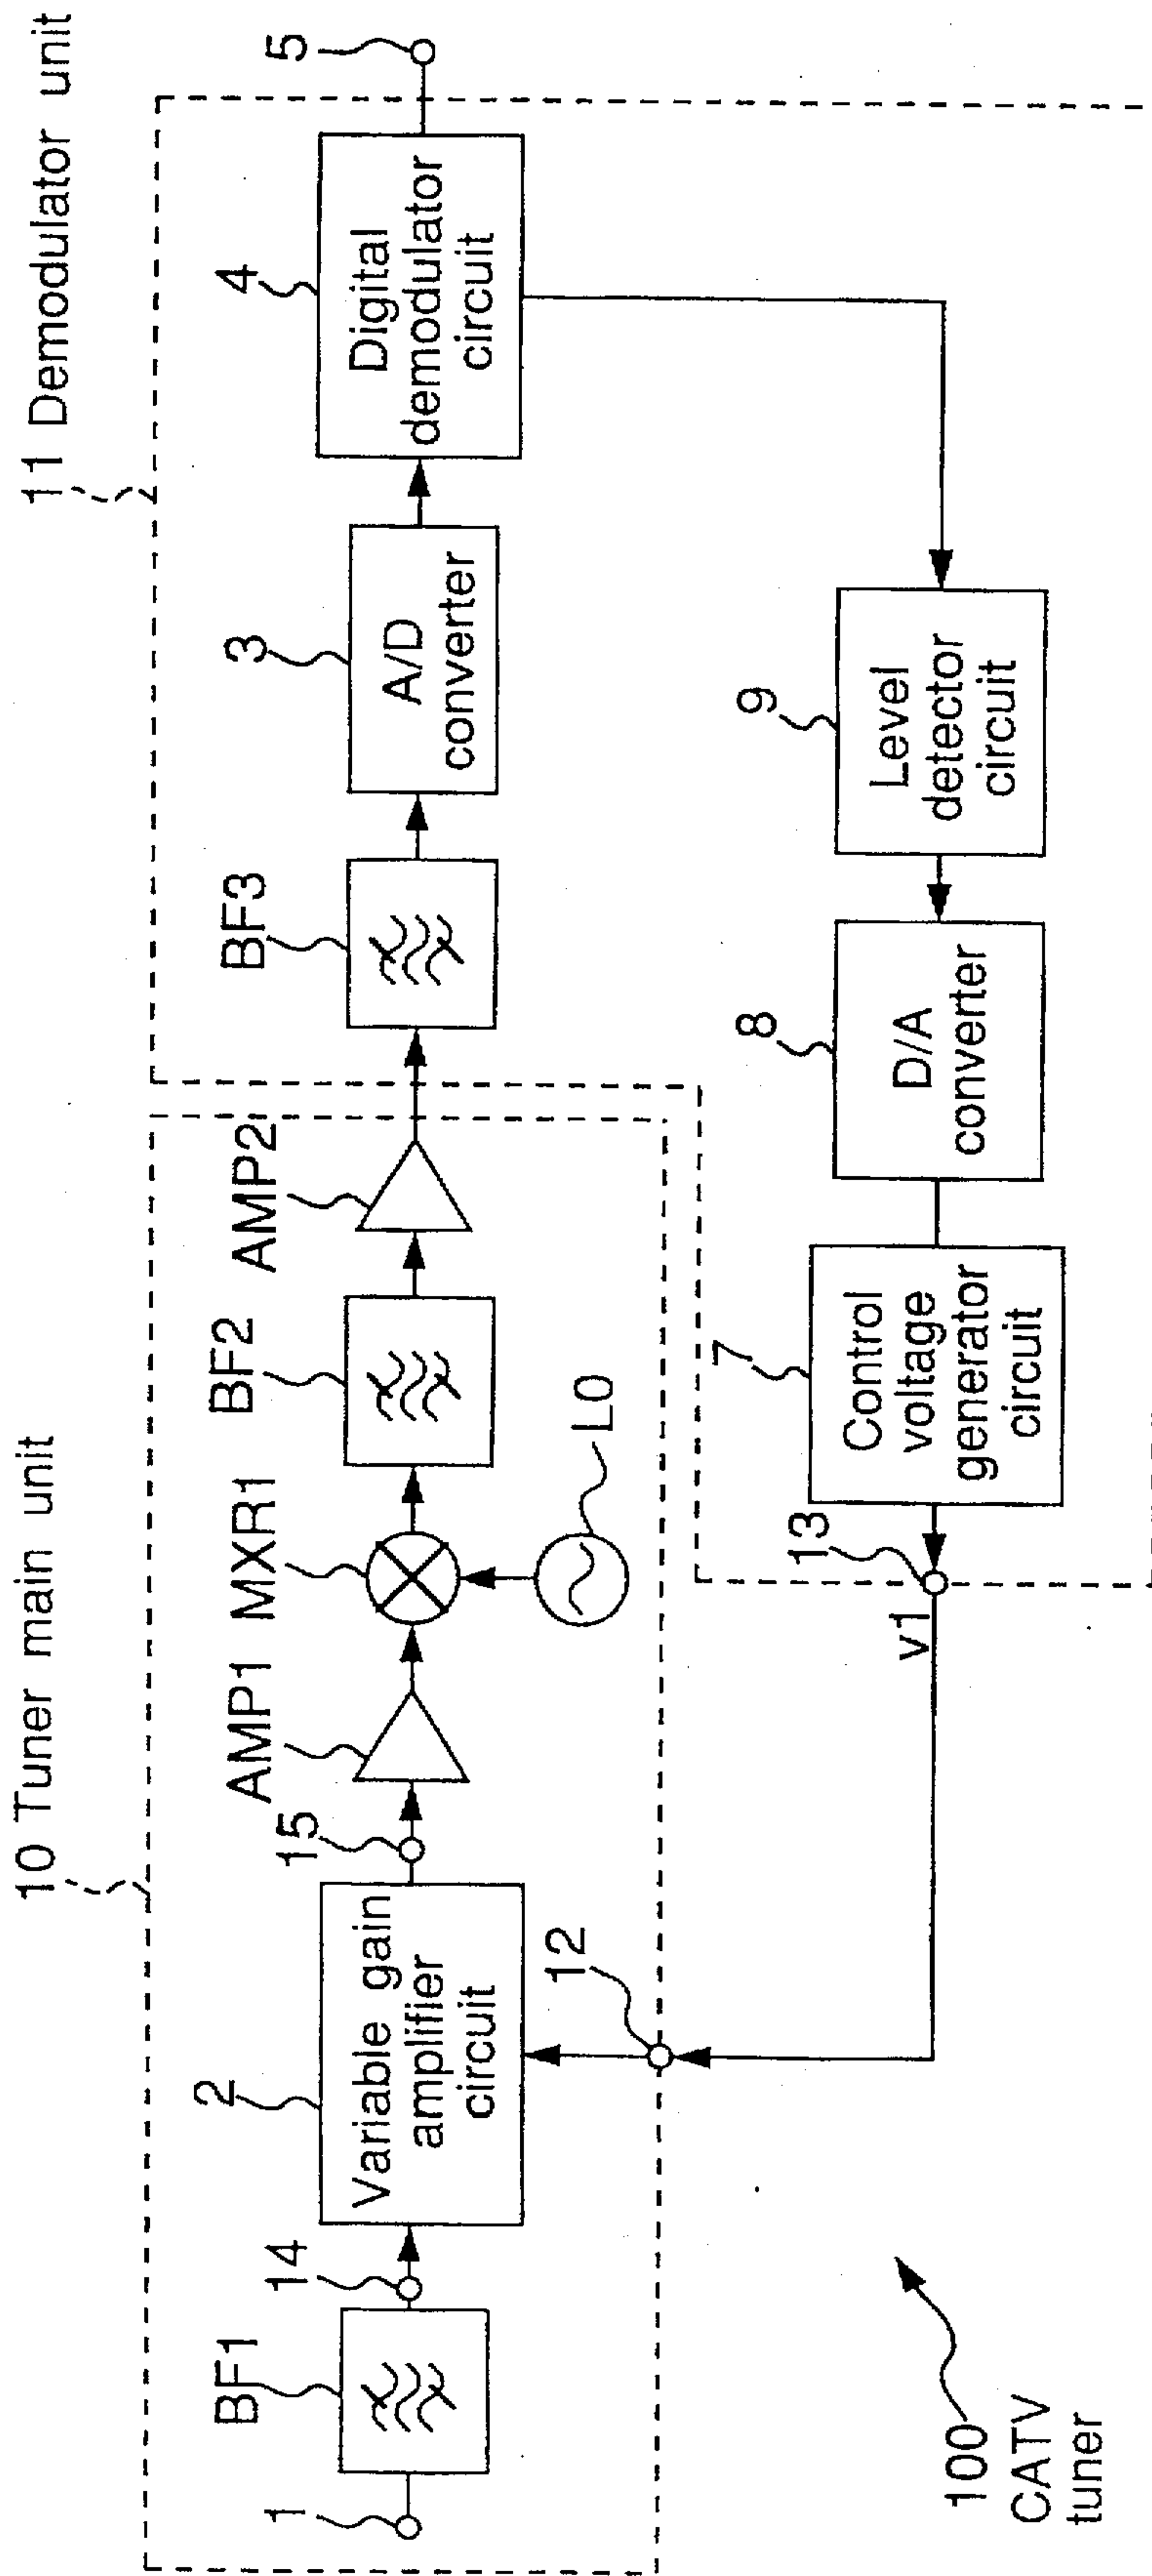 10 Tuner main unit
11 Demodulator unit
1
BF1
14
2
Variable gain
amplifier
circuit
15
AMP1
MXR1
BF2
AMP2
BF3
3
A/D
converter
4
Digital
demodulator
circuit
5
LO
12
v1
13
7
Control
voltage
generator
circuit
8
D/A
converter
9
Level
detector
circuit
100
CATV
tuner